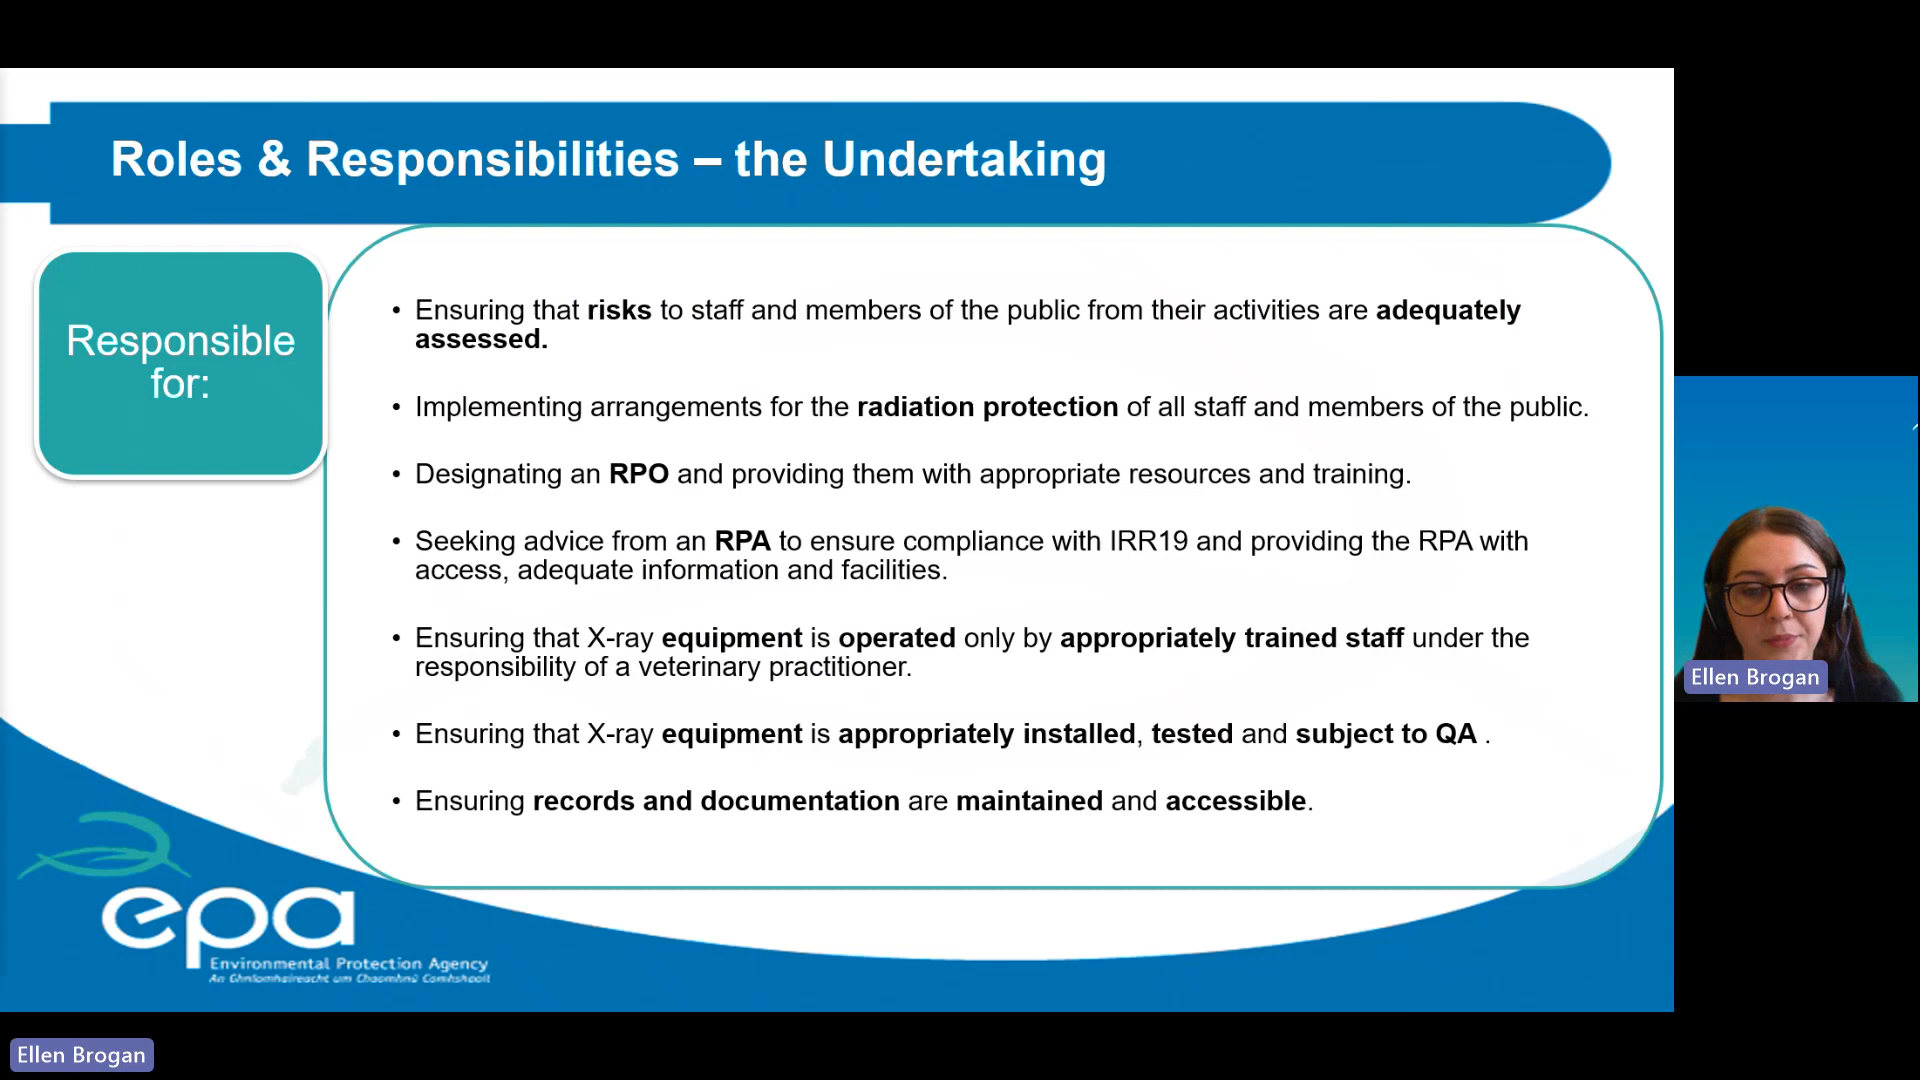 Roles & Responsibilities – the Undertaking
Responsible
for:
• Ensuring that risks to staff and members of the public from their activities are adequately
assessed.
• Implementing arrangements for the radiation protection of all staff and members of the public.
• Designating an RPO and providing them with appropriate resources and training.
• Seeking advice from an RPA to ensure compliance with IRR19 and providing the RPA with
access, adequate information and facilities.
• Ensuring that X-ray equipment is operated only by appropriately trained staff under the
responsibility of a veterinary practitioner.
• Ensuring that X-ray equipment is appropriately installed, tested and subject to QA .
• Ensuring records and documentation are maintained and accessible.
epa
Environmental Protection Agency
An Ghníomhaireacht um Chaomhnú Comhshaoil
Ellen Brogan
Ellen Brogan